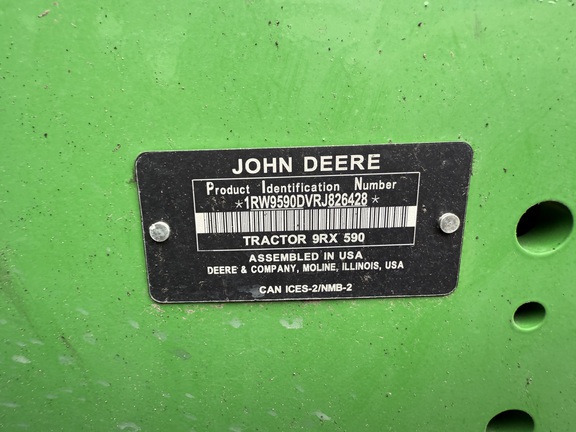 JOHN DEERE
Product Identification Number
*1RW9590DVRJ826428*
TRACTOR 9RX 590
ASSEMBLED IN USA
DEERE & COMPANY, MOLINE, ILLINOIS, USA
CAN ICES-2/NMB-2